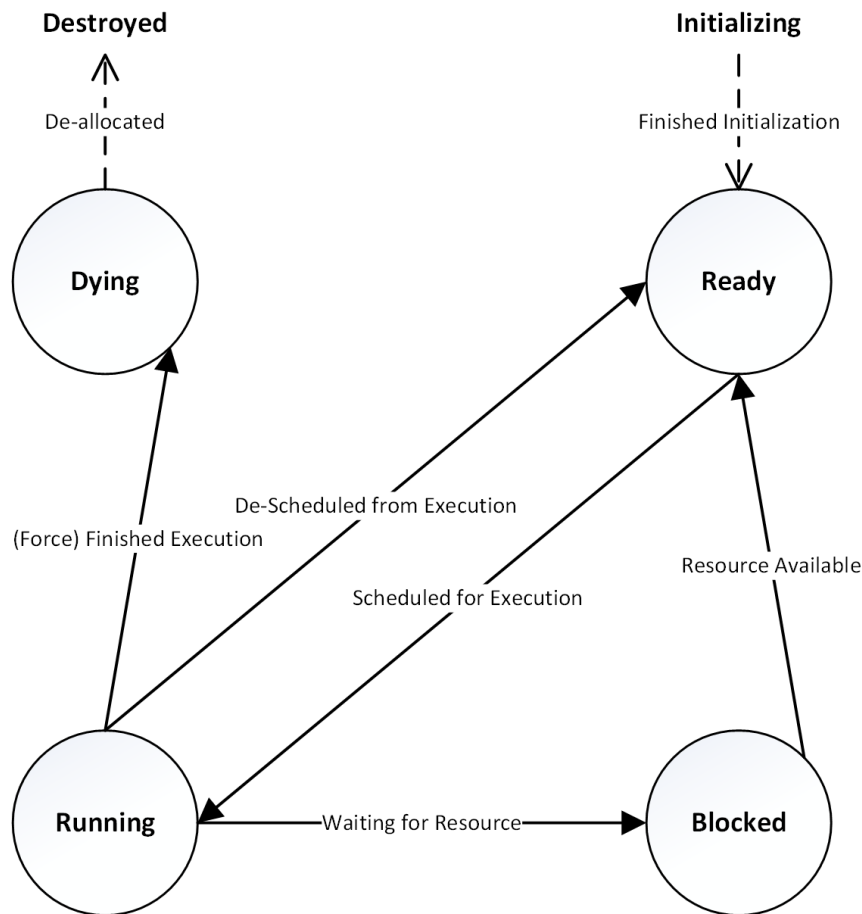 Destroyed
Initializing
De-allocated
Finished Initialization
Dying
Ready
De-Scheduled from Execution
(Force) Finished Execution
Resource Available
Scheduled for Execution
Running
Waiting for Resource
Blocked